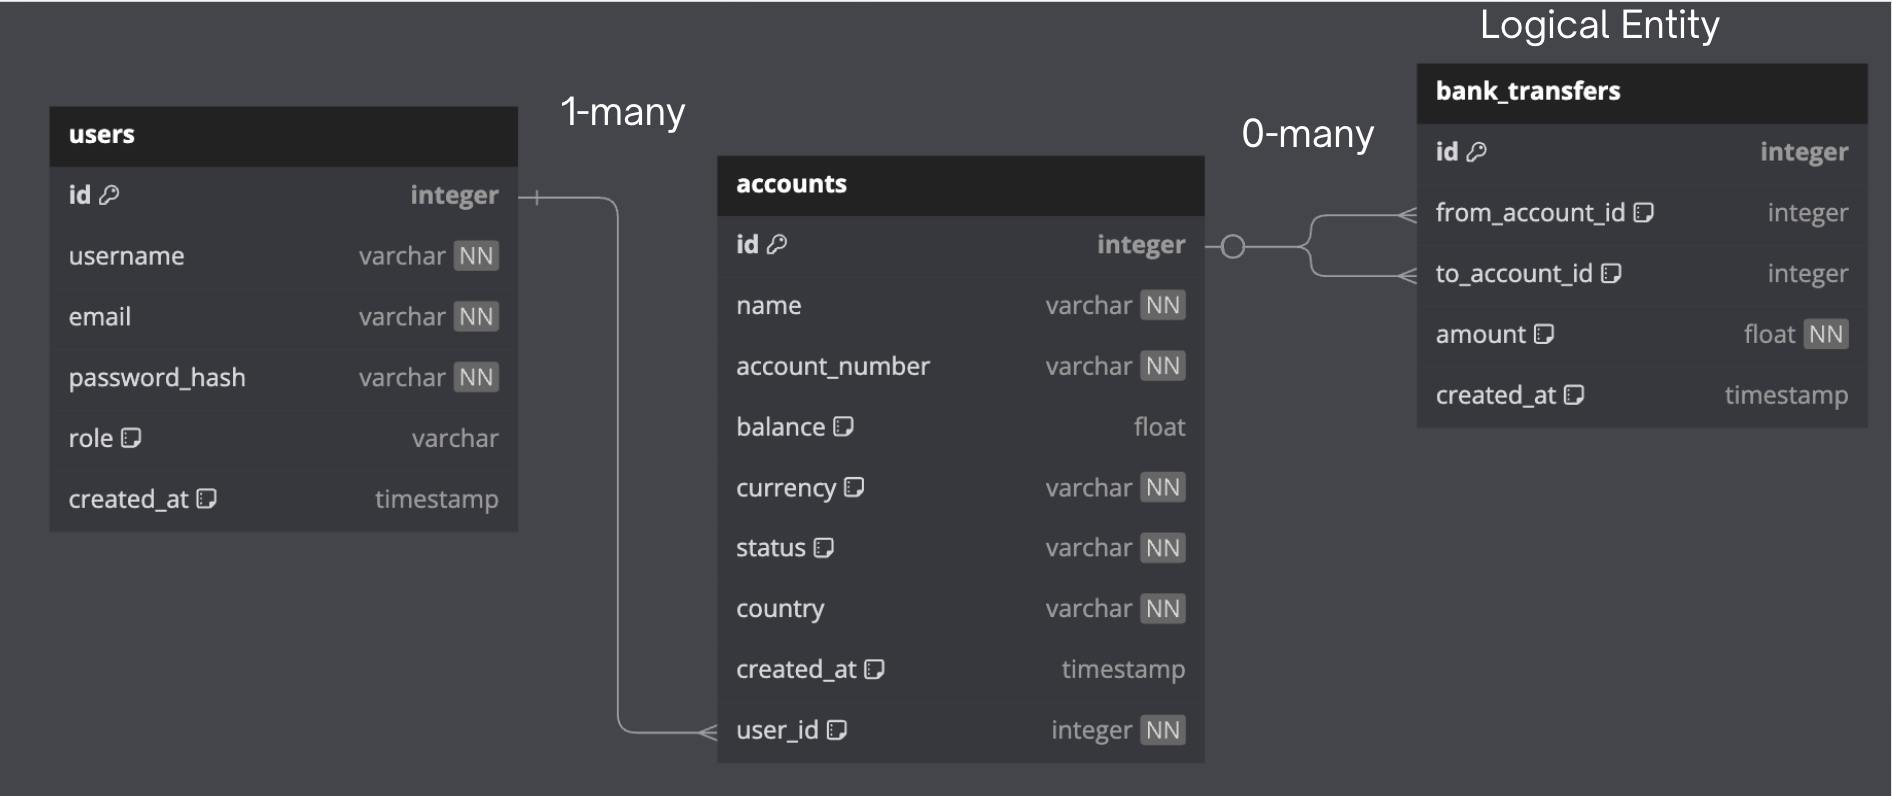 Logical Entity
users
id integer
username varchar NN
email varchar NN
password_hash varchar NN
role varchar
created_at timestamp
1-many
accounts
id integer
name varchar NN
account_number varchar NN
balance float
currency varchar NN
status varchar NN
country varchar NN
created_at timestamp
user_id integer NN
0-many
bank_transfers
id integer
from_account_id integer
to_account_id integer
amount float NN
created_at timestamp